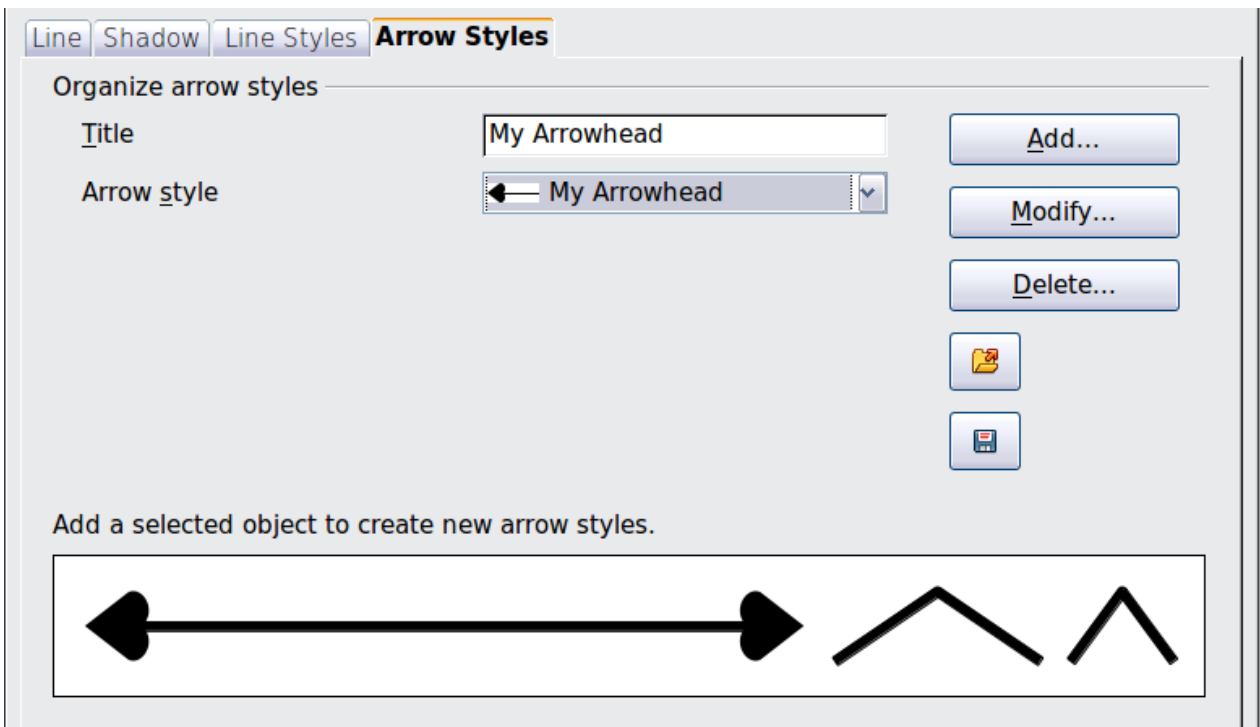 Line Shadow Line Styles Arrow Styles
Organize arrow styles
Title My Arrowhead Add...
Arrow style My Arrowhead
Modify...
Delete...
Add a selected object to create new arrow styles.